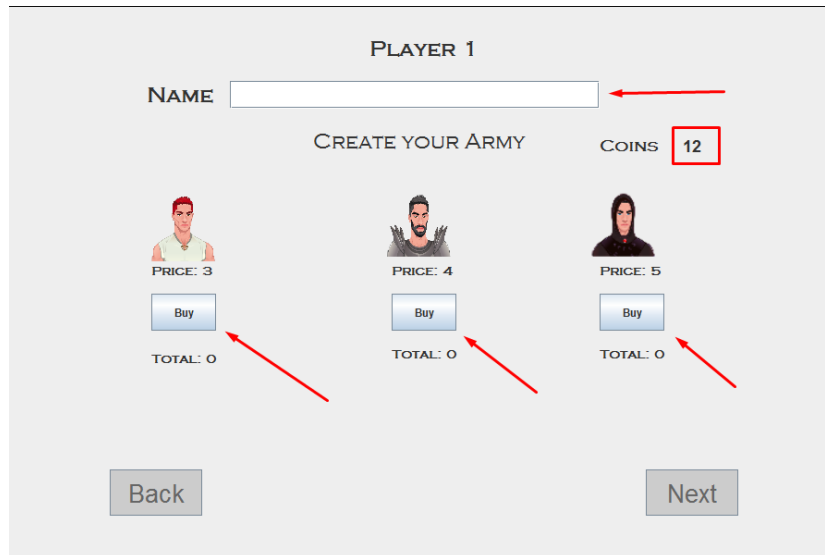 PLAYER 1
NAME
CREATE YOUR ARMY COINS 12
PRICE: 3 PRICE: 4 PRICE: 5
Buy Buy Buy
TOTAL: 0 TOTAL: 0 TOTAL: 0
Back Next